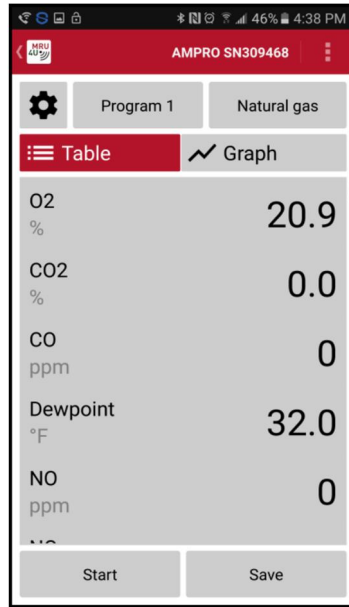 46% 4:38 PM
MRU
4U
AMPRO SN309468
Program 1
Natural gas
Table
Graph
O2
%
20.9
CO2
%
0.0
CO
ppm
0
Dewpoint
°F
32.0
NO
ppm
0
Start
Save